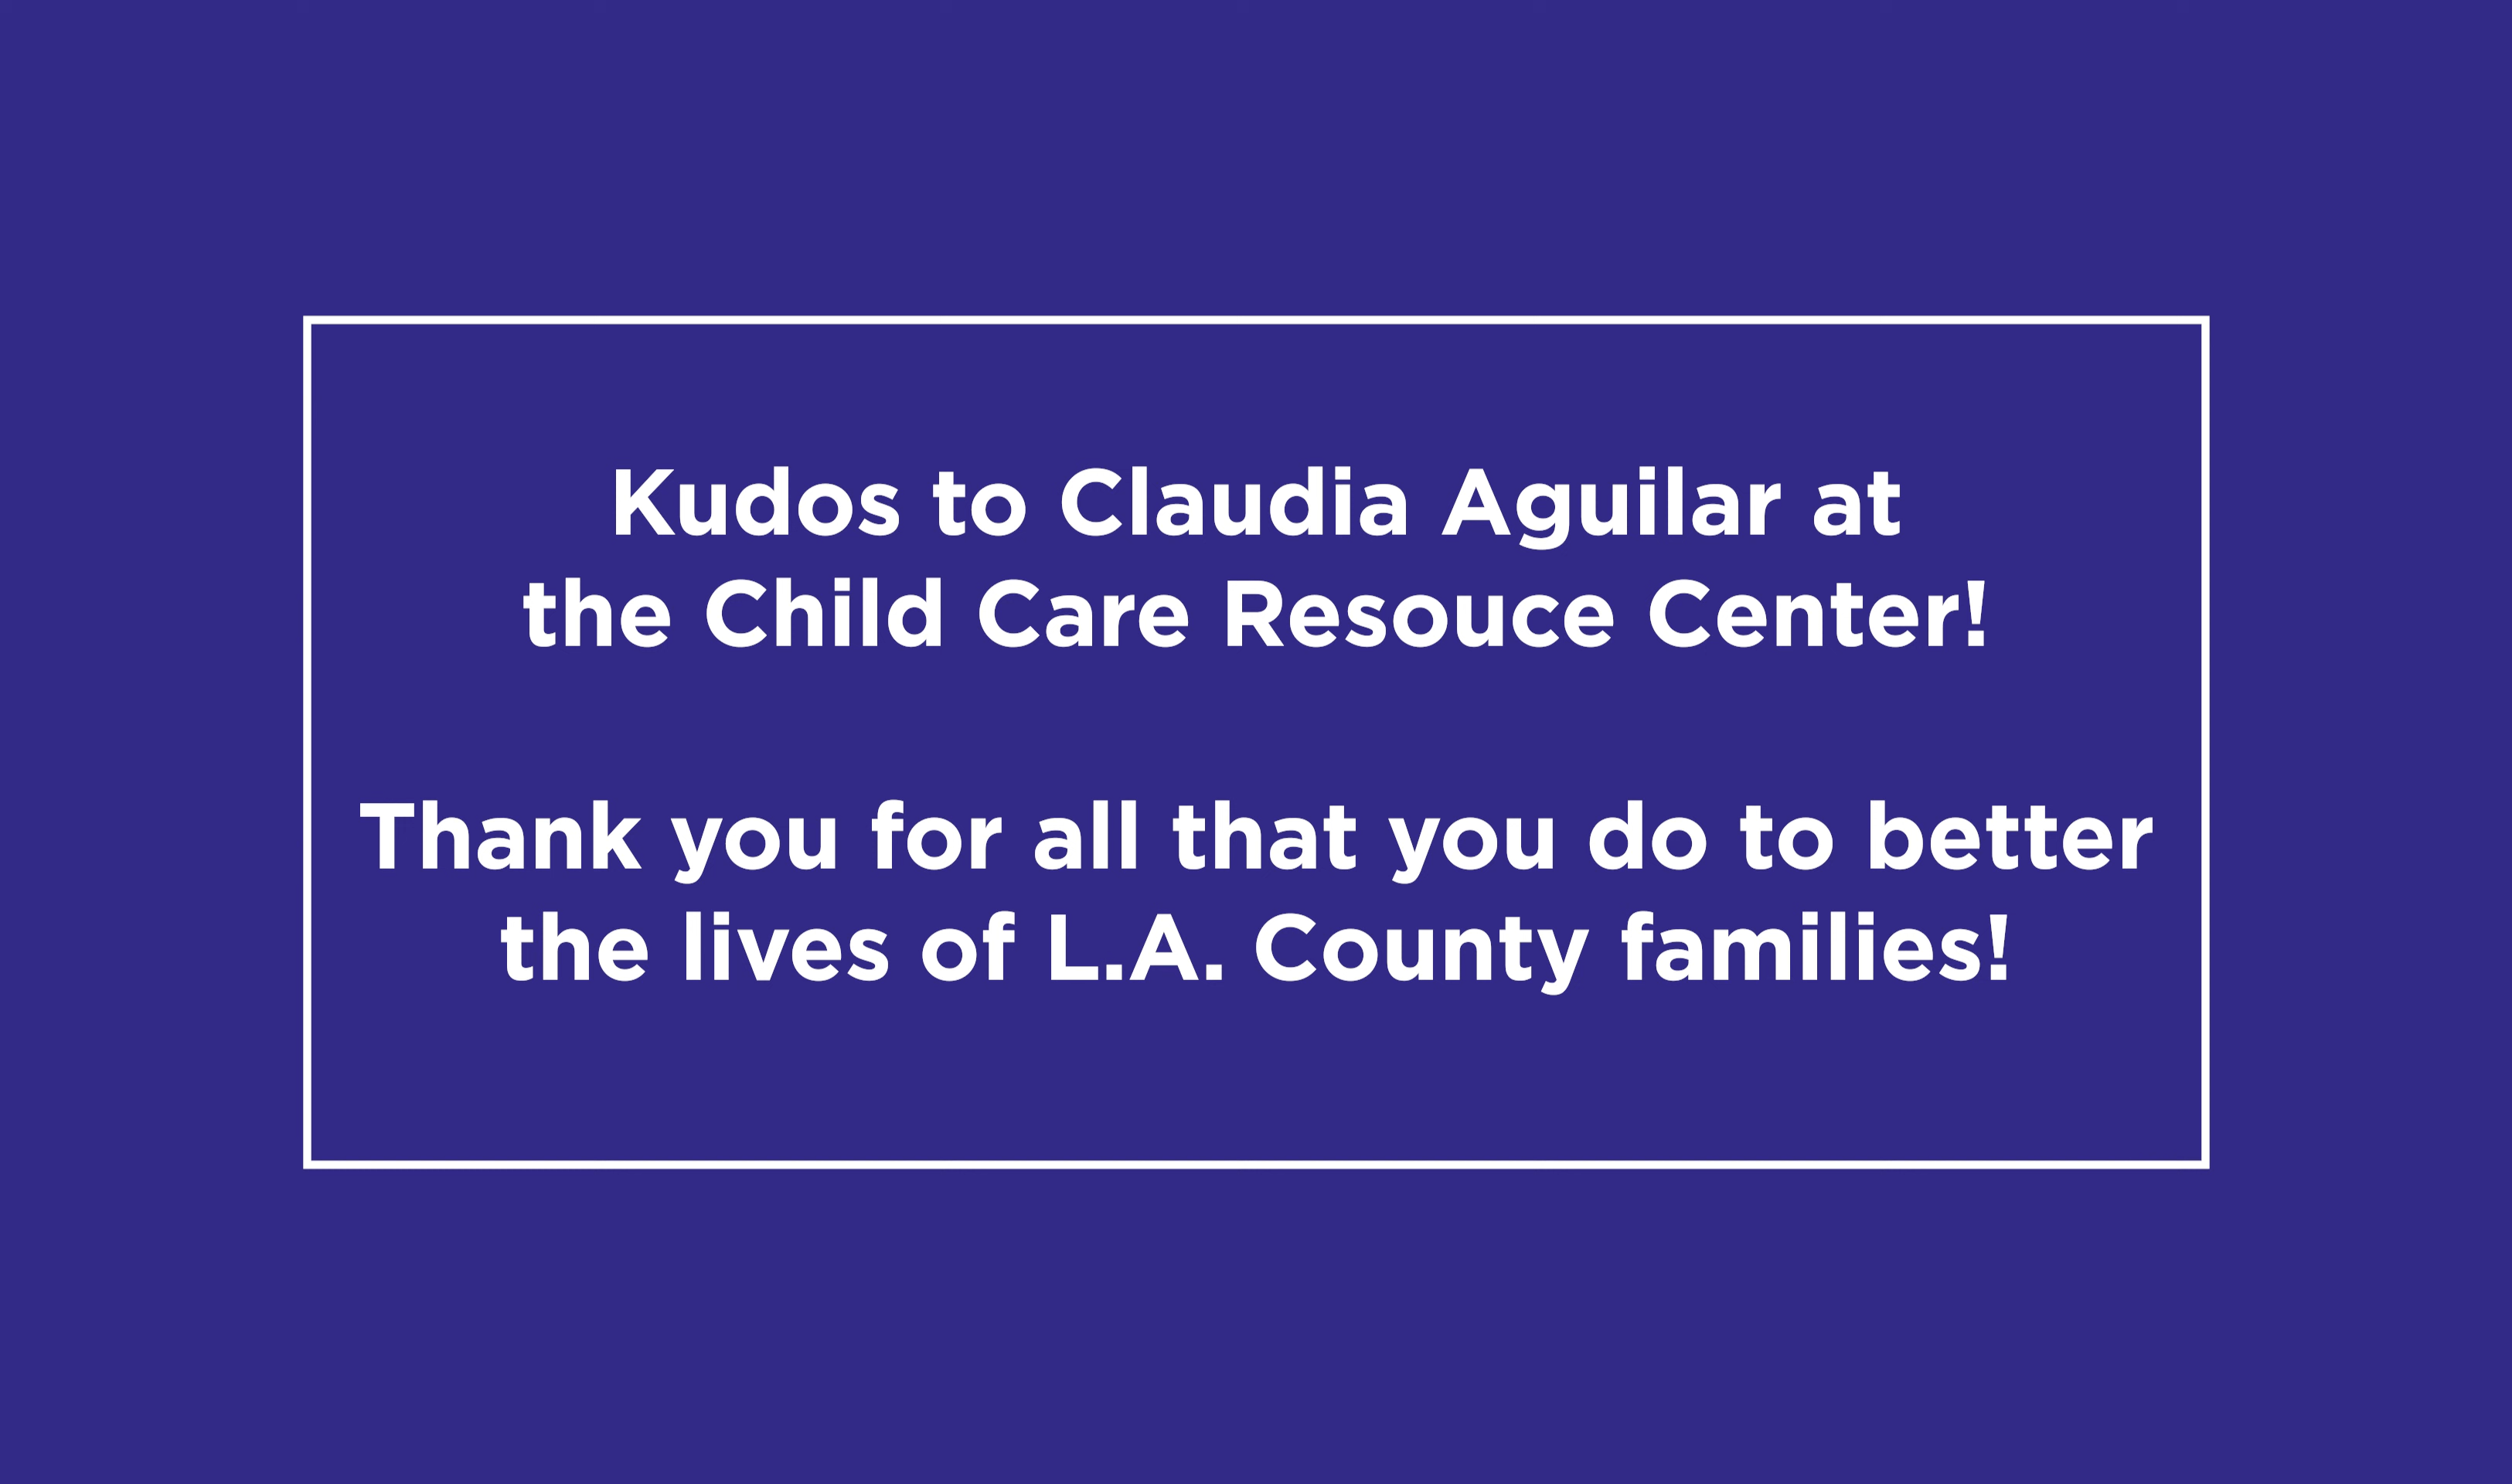 Kudos to Claudia Aguilar at
the Child Care Resouce Center!
Thank you for all that you do to better
the lives of L.A. County families!